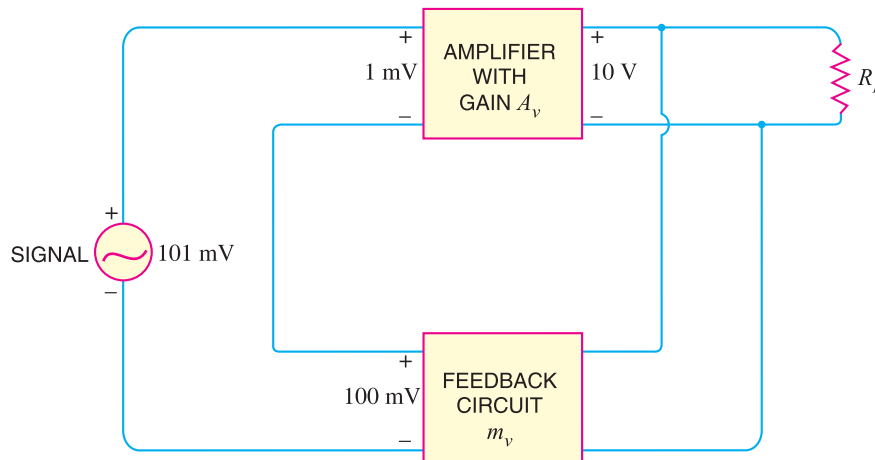 +
+
AMPLIFIER
WITH
GAIN Av
1 mV
10 V
–
–
+
SIGNAL
101 mV
–
+
FEEDBACK
CIRCUIT
mv
100 mV
–